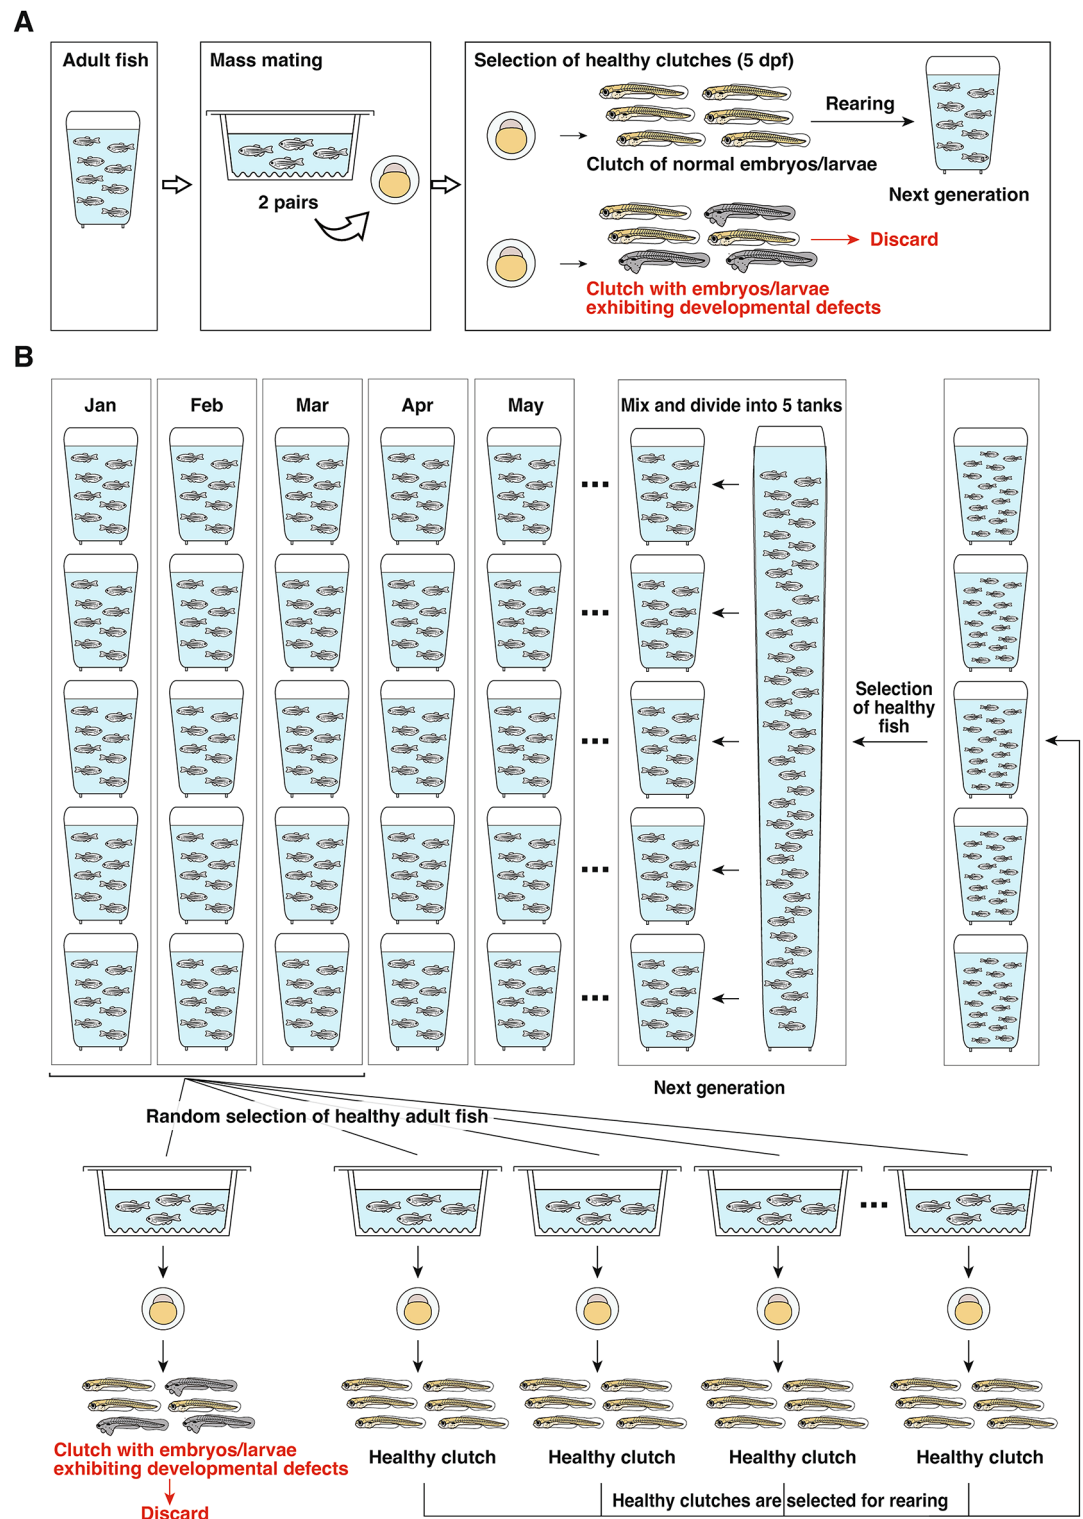 A
Adult fish
Mass mating
2 pairs
Selection of healthy clutches (5 dpf)
Rearing
Clutch of normal embryos/larvae
Next generation
Discard
Clutch with embryos/larvae
exhibiting developmental defects
B
Jan
Feb
Mar
Apr
May
Mix and divide into 5 tanks
Selection
of healthy
fish
Next generation
Random selection of healthy adult fish
Clutch with embryos/larvae
exhibiting developmental defects
Discard
Healthy clutch
Healthy clutch
Healthy clutch
Healthy clutch
Healthy clutches are selected for rearing